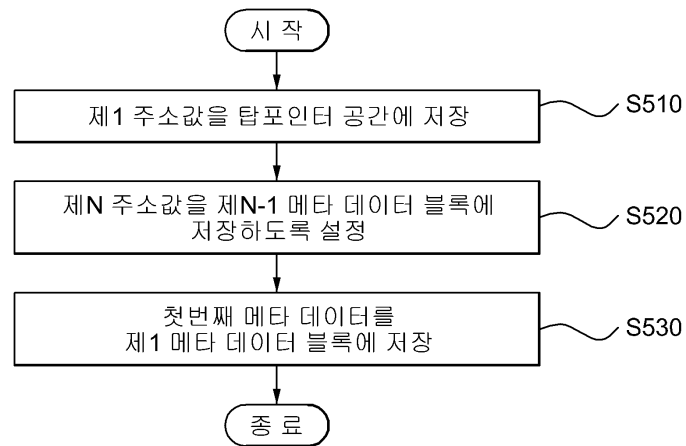 시 작
제1 주소값을 탑포인터 공간에 저장
S510
제N 주소값을 제N-1 메타 데이터 블록에
저장하도록 설정
S520
첫번째 메타 데이터를
제1 메타 데이터 블록에 저장
S530
종 료